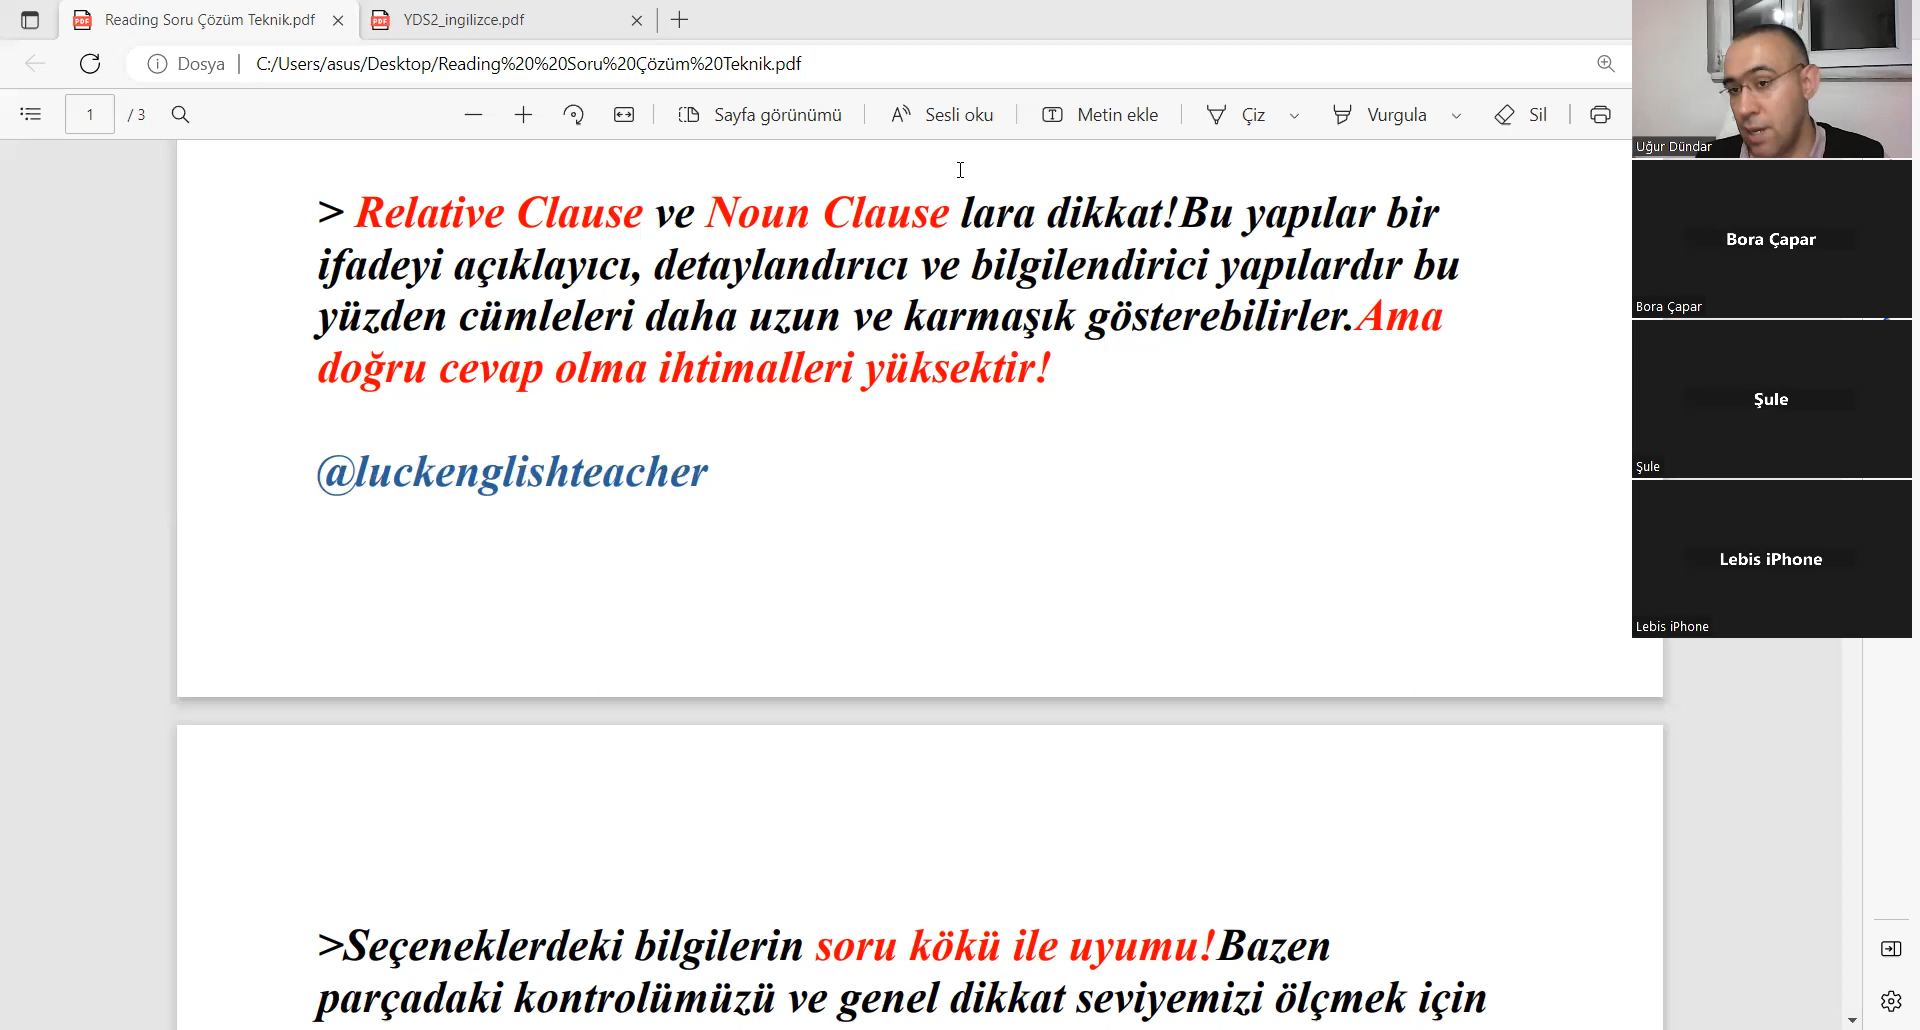 Reading Soru Çözüm Teknik.pdf
YDS2_ingilizce.pdf
Dosya | C:/Users/asus/Desktop/Reading%20%20Soru%20Çözüm%20Teknik.pdf
1 / 3
Sayfa görünümü
Sesli oku
Metin ekle
Çiz
Vurgula
Sil
> Relative Clause ve Noun Clause lara dikkat!Bu yapılar bir
ifadeyi açıklayıcı, detaylandırıcı ve bilgilendirici yapılardır bu
yüzden cümleleri daha uzun ve karmaşık gösterebilirler.Ama
doğru cevap olma ihtimalleri yüksektir!
@luckenglishteacher
>Seçeneklerdeki bilgilerin soru kökü ile uyumu!Bazen
parçadaki kontrolümüzü ve genel dikkat seviyemizi ölçmek için
Uğur Dündar
Bora Çapar
Bora Çapar
Şule
Şule
Lebis iPhone
Lebis iPhone